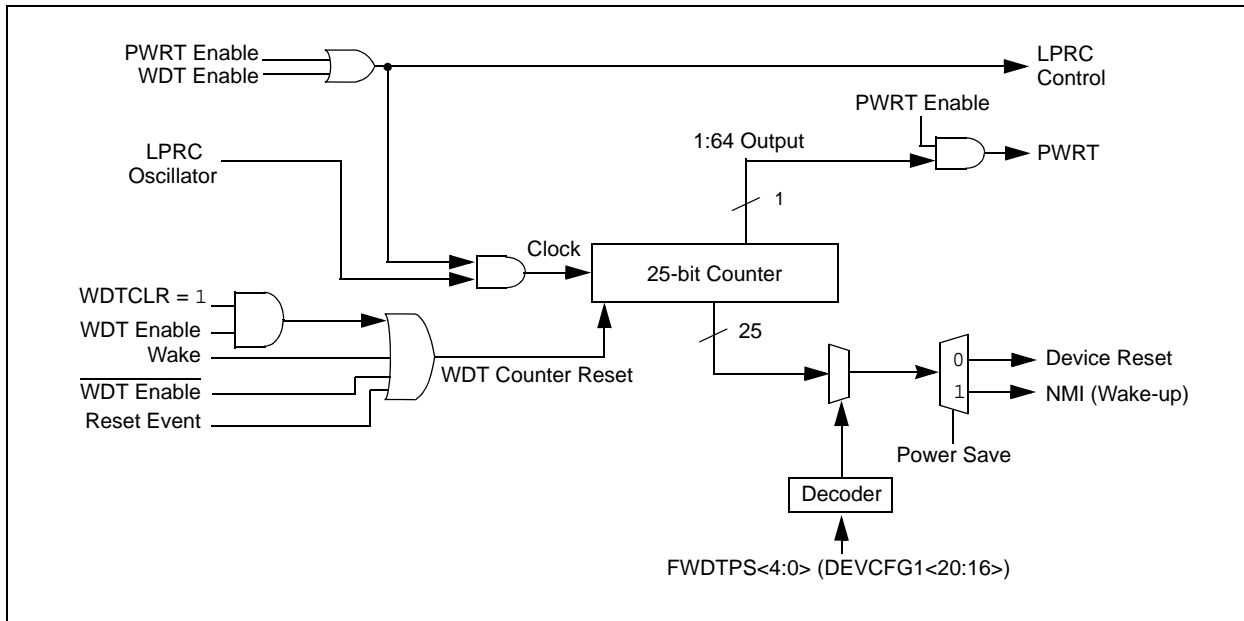 PWRT Enable
WDT Enable
LPRC
Control
PWRT Enable
1:64 Output
PWRT
LPRC
Oscillator
1
Clock
25-bit Counter
WDTCLR = 1
WDT Enable
Wake
WDT Enable
Reset Event
WDT Counter Reset
25
0
1
Device Reset
NMI (Wake-up)
Power Save
Decoder
FWDTPS<4:0> (DEVCFG1<20:16>)